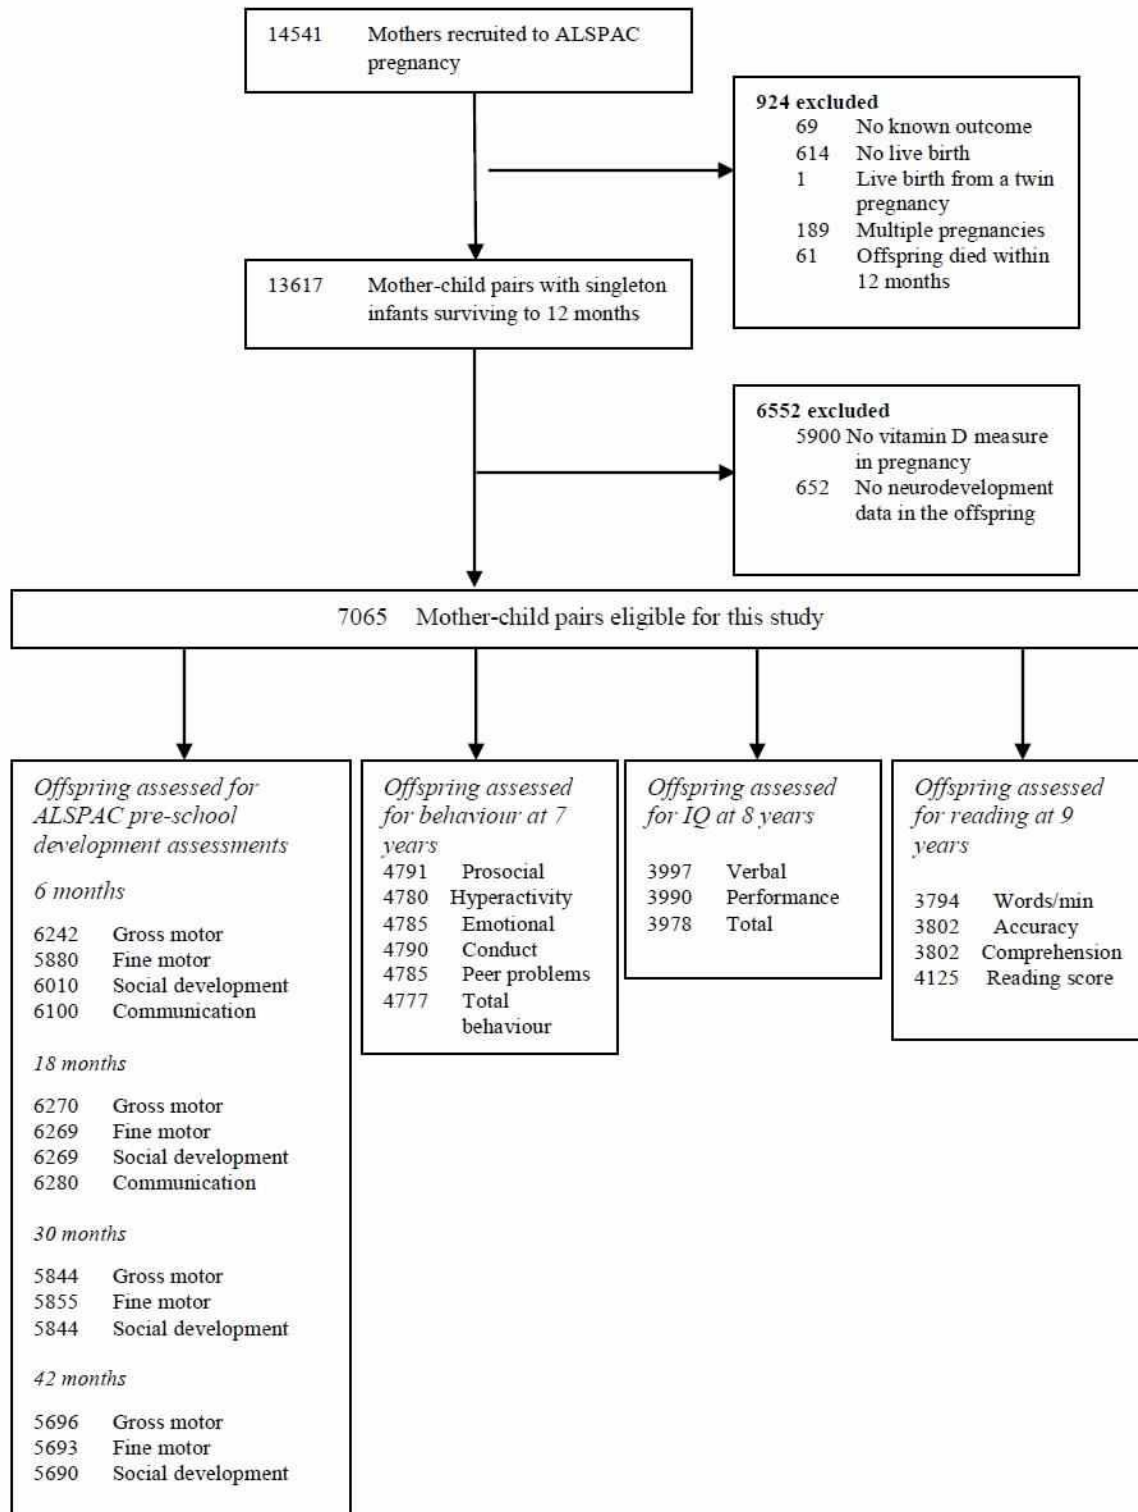 14541 Mothers recruited to ALSPAC
pregnancy
924 excluded
69 No known outcome
614 No live birth
1 Live birth from a twin
pregnancy
189 Multiple pregnancies
61 Offspring died within
12 months
13617 Mother-child pairs with singleton
infants surviving to 12 months
6552 excluded
5900 No vitamin D measure
in pregnancy
652 No neurodevelopment
data in the offspring
7065 Mother-child pairs eligible for this study
Offspring assessed for
ALSPAC pre-school
development assessments
6 months
6242 Gross motor
5880 Fine motor
6010 Social development
6100 Communication
18 months
6270 Gross motor
6269 Fine motor
6269 Social development
6280 Communication
30 months
5844 Gross motor
5855 Fine motor
5844 Social development
42 months
5696 Gross motor
5693 Fine motor
5690 Social development
Offspring assessed
for behaviour at 7
years
4791 Prosocial
4780 Hyperactivity
4785 Emotional
4790 Conduct
4785 Peer problems
4777 Total
behaviour
Offspring assessed
for IQ at 8 years
3997 Verbal
3990 Performance
3978 Total
Offspring assessed
for reading at 9
years
3794 Words/min
3802 Accuracy
3802 Comprehension
4125 Reading score